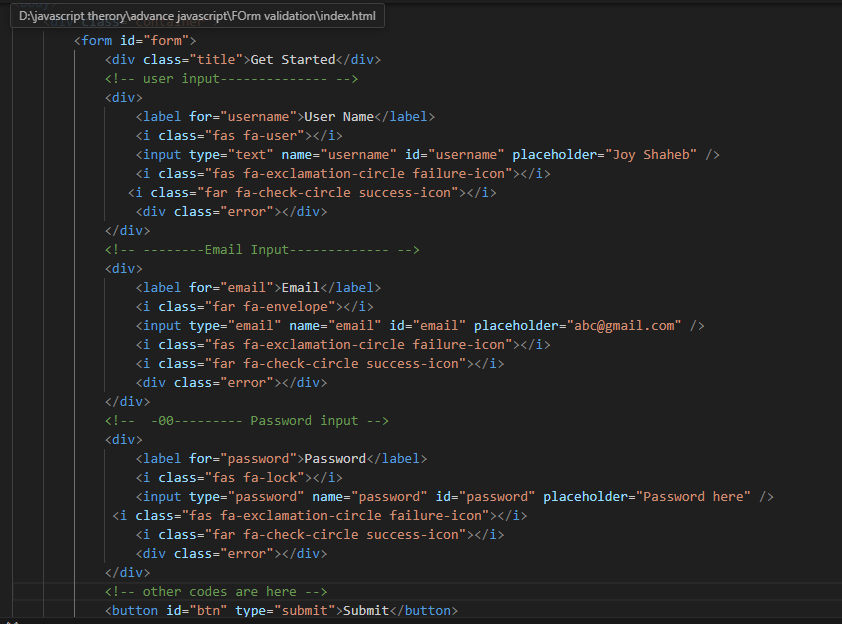 D:\javascript therory\advance javascript\FOrm validation\index.html
<form id="form">
<div class="title">Get Started</div>
<!-- user input-------------- -->
<div>
<label for="username">User Name</label>
<i class="fas fa-user"></i>
<input type="text" name="username" id="username" placeholder="Joy Shaheb" />
<i class="fas fa-exclamation-circle failure-icon"></i>
<i class="far fa-check-circle success-icon"></i>
<div class="error"></div>
</div>
<!-- --------Email Input------------- -->
<div>
<label for="email">Email</label>
<i class="far fa-envelope"></i>
<input type="email" name="email" id="email" placeholder="abc@gmail.com" />
<i class="fas fa-exclamation-circle failure-icon"></i>
<i class="far fa-check-circle success-icon"></i>
<div class="error"></div>
</div>
<!--  -00--------- Password input -->
<div>
<label for="password">Password</label>
<i class="fas fa-lock"></i>
<input type="password" name="password" id="password" placeholder="Password here" />
<i class="fas fa-exclamation-circle failure-icon"></i>
<i class="far fa-check-circle success-icon"></i>
<div class="error"></div>
</div>
<!-- other codes are here -->
<button id="btn" type="submit">Submit</button>